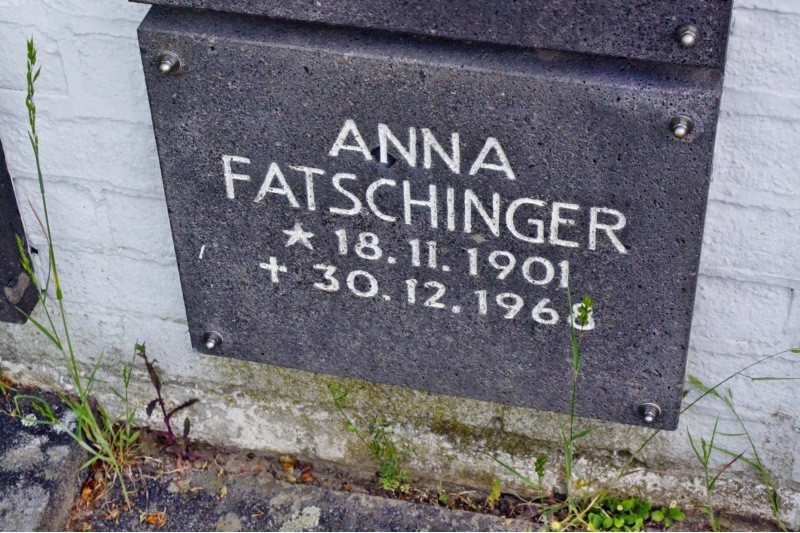 ANNA
FATSCHINGER
★ 18.11.1901
+ 30.12.1968